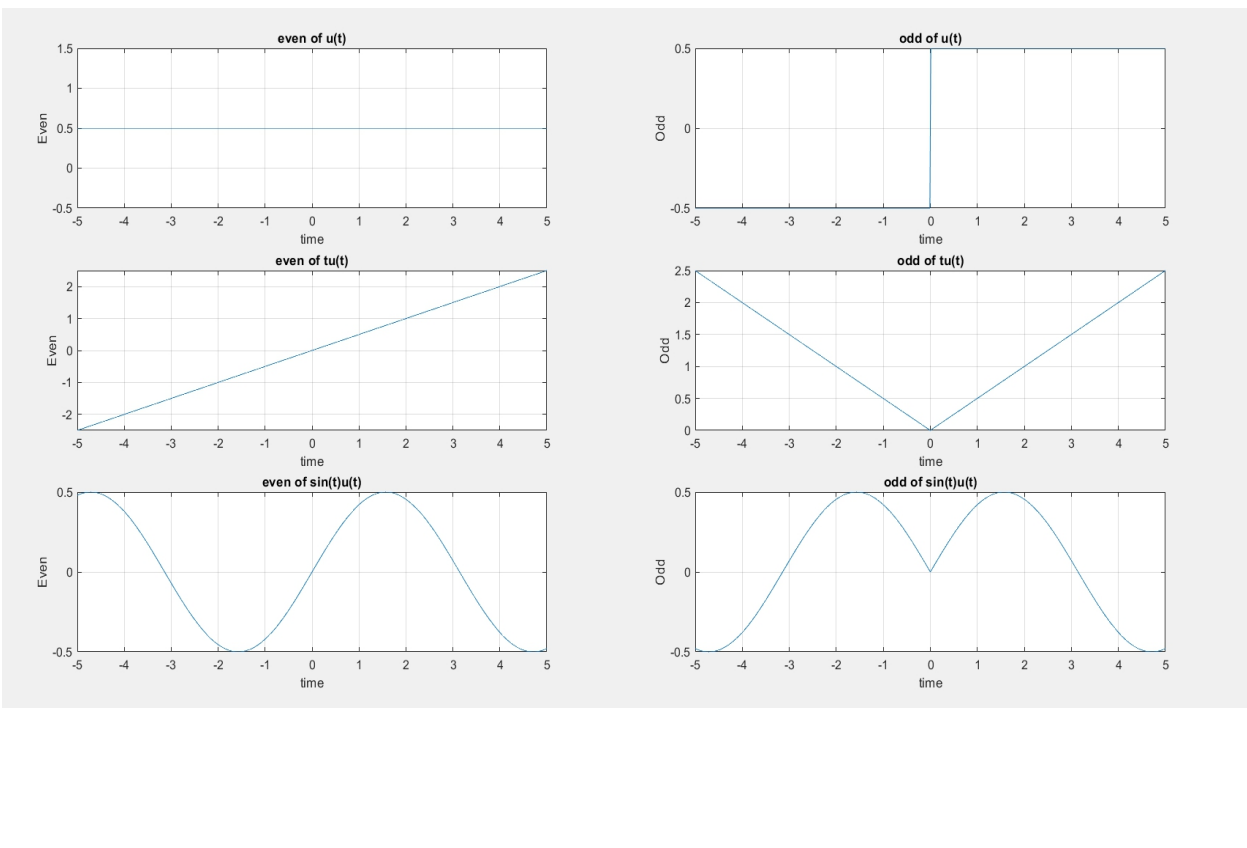 even of u(t)
1.5
1
0.5
0
-0.5
Even
-5 -4 -3 -2 -1 0 1 2 3 4 5
time
odd of u(t)
0.5
0
-0.5
Odd
-5 -4 -3 -2 -1 0 1 2 3 4 5
time
even of tu(t)
2
1
0
-1
-2
Even
-5 -4 -3 -2 -1 0 1 2 3 4 5
time
odd of tu(t)
2.5
2
1.5
1
0.5
0
Odd
-5 -4 -3 -2 -1 0 1 2 3 4 5
time
even of sin(t)u(t)
0.5
0
-0.5
Even
-5 -4 -3 -2 -1 0 1 2 3 4 5
time
odd of sin(t)u(t)
0.5
0
-0.5
Odd
-5 -4 -3 -2 -1 0 1 2 3 4 5
time